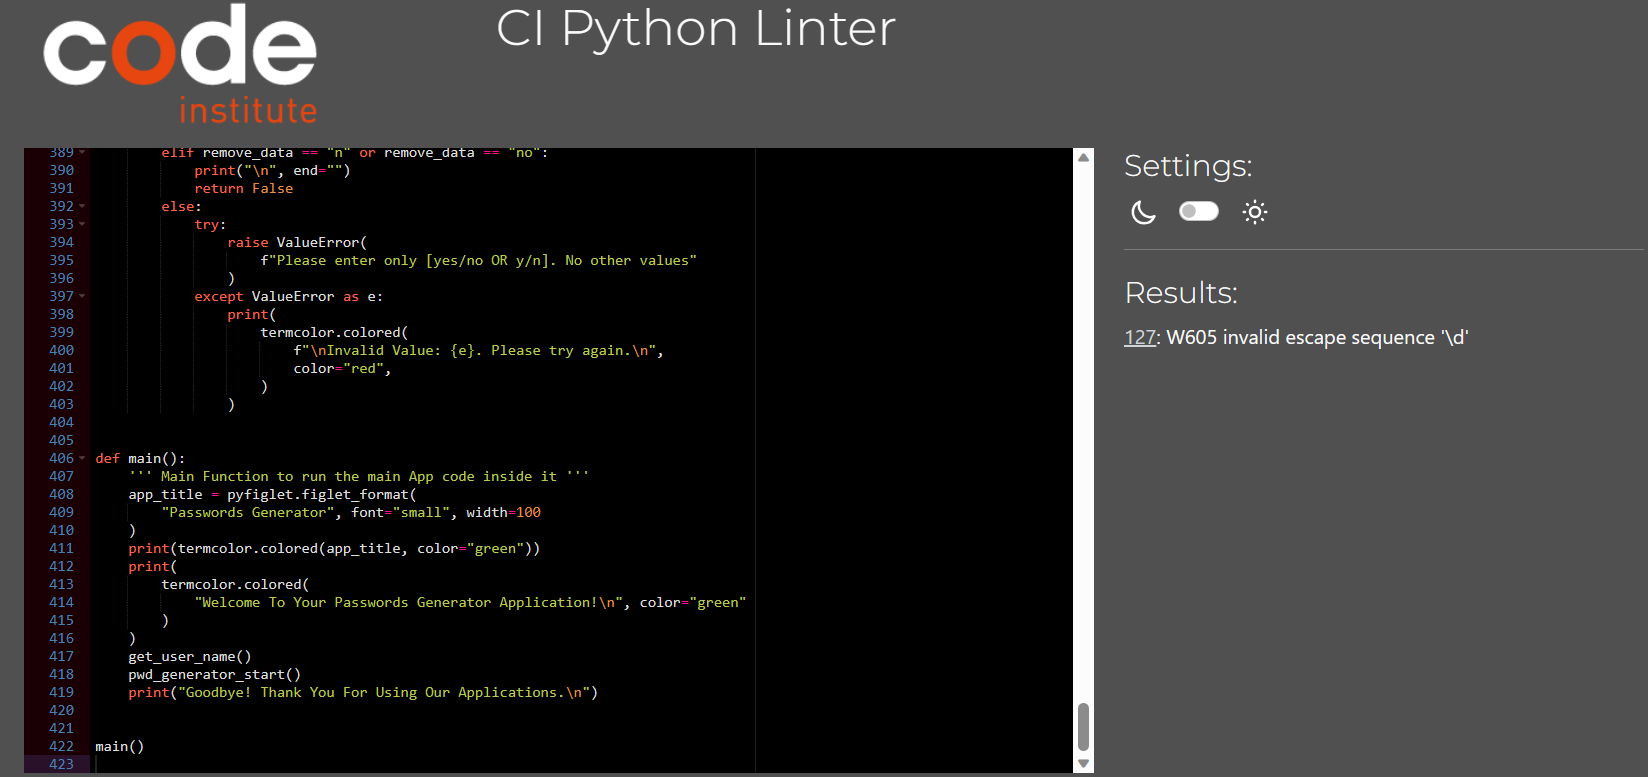 code
institute
CI Python Linter
389 elif remove_data == "n" or remove_data == "no":
390 print("\n", end="")
391 return False
392 else:
393 try:
394 raise ValueError(
395 f"Please enter only [yes/no OR y/n]. No other values"
396 )
397 except ValueError as e:
398 print(
399 termcolor.colored(
400 f"\nInvalid Value: {e}. Please try again.\n",
401 color="red",
402 )
403 )
404
405
406 def main():
407 ''' Main Function to run the main App code inside it '''
408 app_title = pyfiglet.figlet_format(
409 "Passwords Generator", font="small", width=100
410 )
411 print(termcolor.colored(app_title, color="green"))
412 print(
413 termcolor.colored(
414 "Welcome To Your Passwords Generator Application!\n", color="green"
415 )
416 )
417 get_user_name()
418 pwd_generator_start()
419 print("Goodbye! Thank You For Using Our Applications.\n")
420
421
422 main()
423
Settings:
Results:
127: W605 invalid escape sequence '\d'